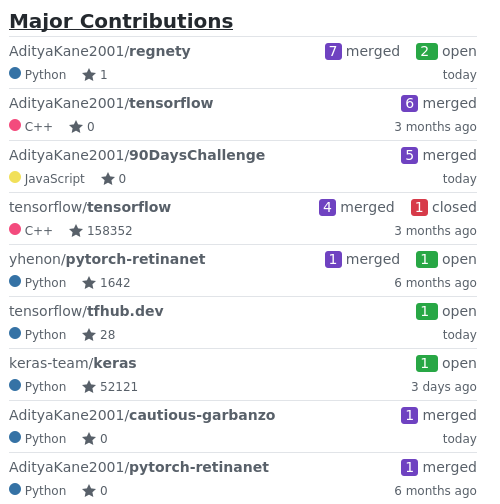 Major Contributions
AdityaKane2001/regnety 7 merged 2 open
Python 1 today
AdityaKane2001/tensorflow 6 merged
C++ 0 3 months ago
AdityaKane2001/90DaysChallenge 5 merged
JavaScript 0 today
tensorflow/tensorflow 4 merged 1 closed
C++ 158352 3 months ago
yhenon/pytorch-retinanet 1 merged 1 open
Python 1642 6 months ago
tensorflow/tfhub.dev 1 open
Python 28 today
keras-team/keras 1 open
Python 52121 3 days ago
AdityaKane2001/cautious-garbanzo 1 merged
Python 0 today
AdityaKane2001/pytorch-retinanet 1 merged
Python 0 6 months ago